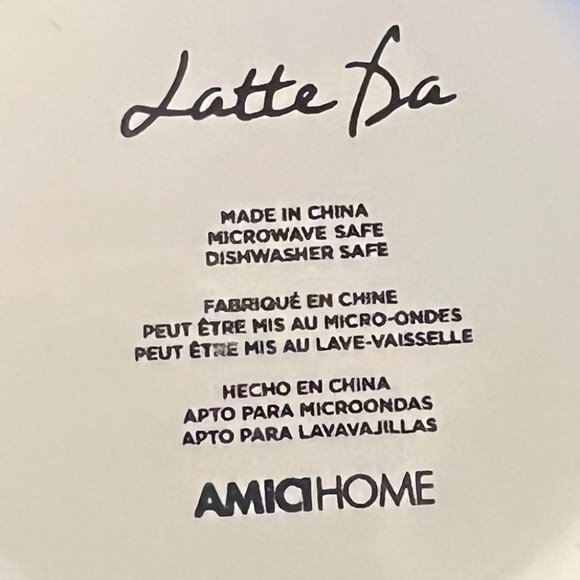 Latte Da
MADE IN CHINA
MICROWAVE SAFE
DISHWASHER SAFE
FABRIQUÉ EN CHINE
PEUT ÊTRE MIS AU MICRO-ONDES
PEUT ÊTRE MIS AU LAVE-VAISSELLE
HECHO EN CHINA
APTO PARA MICROONDAS
APTO PARA LAVAVAJILLAS
AMICI HOME